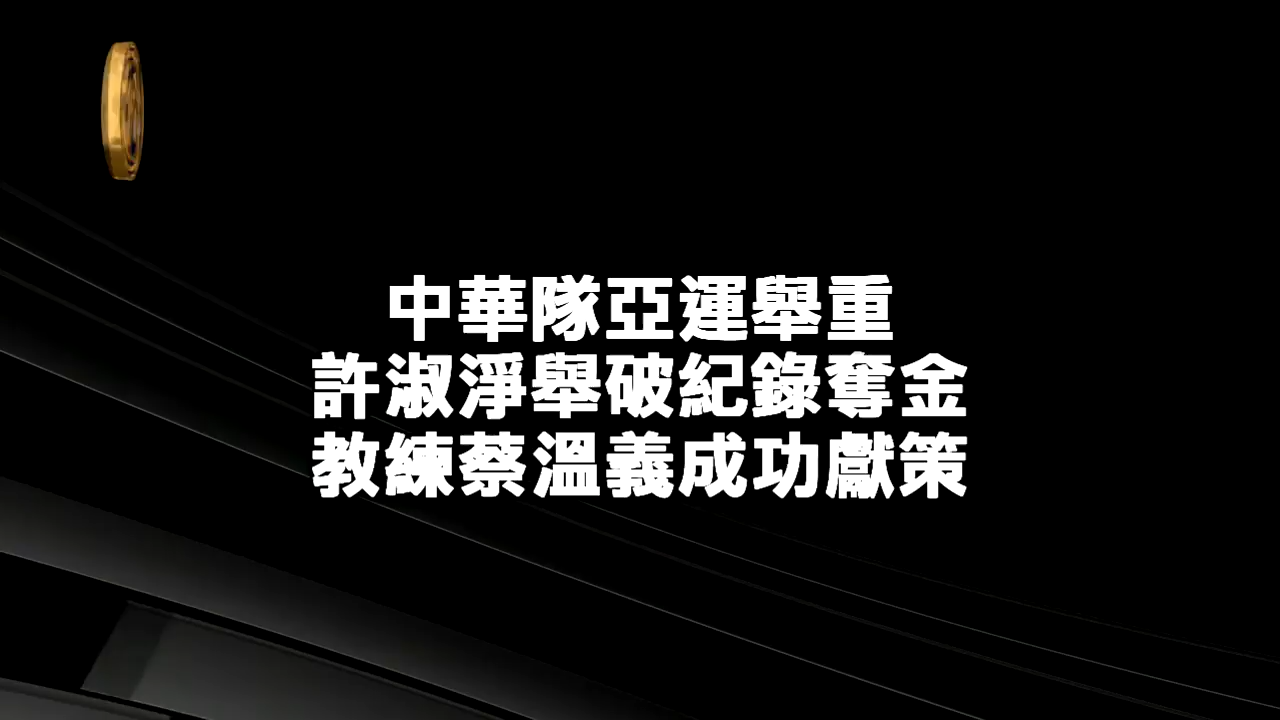 中華隊亞運舉重
許淑淨舉破紀錄奪金
教練蔡溫義成功獻策